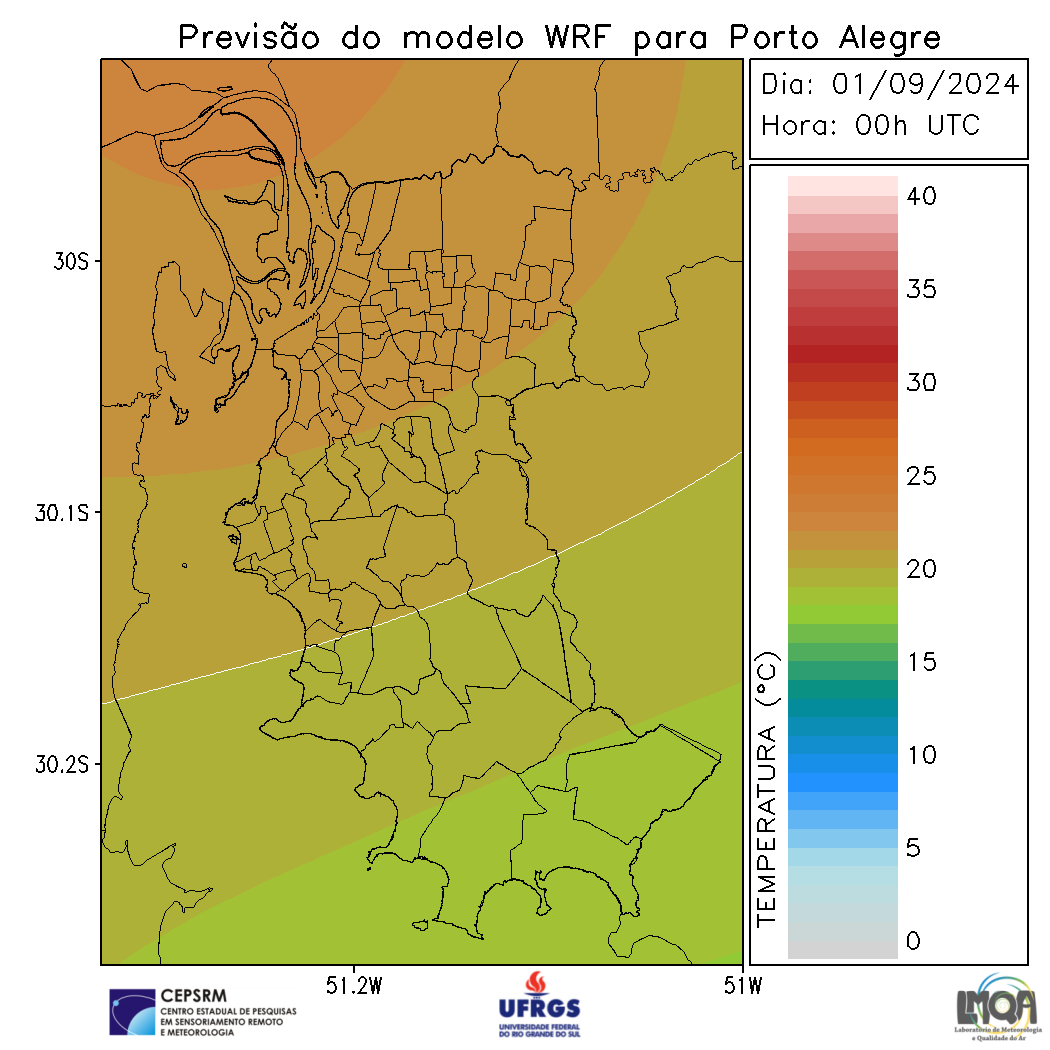 Previsão do modelo WRF para Porto Alegre
Dia: 01/09/2024
Hora: 00h UTC
40
35
30
25
20
15
10
5
0
TEMPERATURA (°C)
30S
30.1S
30.2S
51.2W
51W
CEPSRM
CENTRO ESTADUAL DE PESQUISAS
EM SENSORIAMENTO REMOTO
E METEOROLOGIA
UFRGS
UNIVERSIDADE FEDERAL
DO RIO GRANDE DO SUL
LMQA
Laboratório de Meteorologia
e Qualidade do Ar